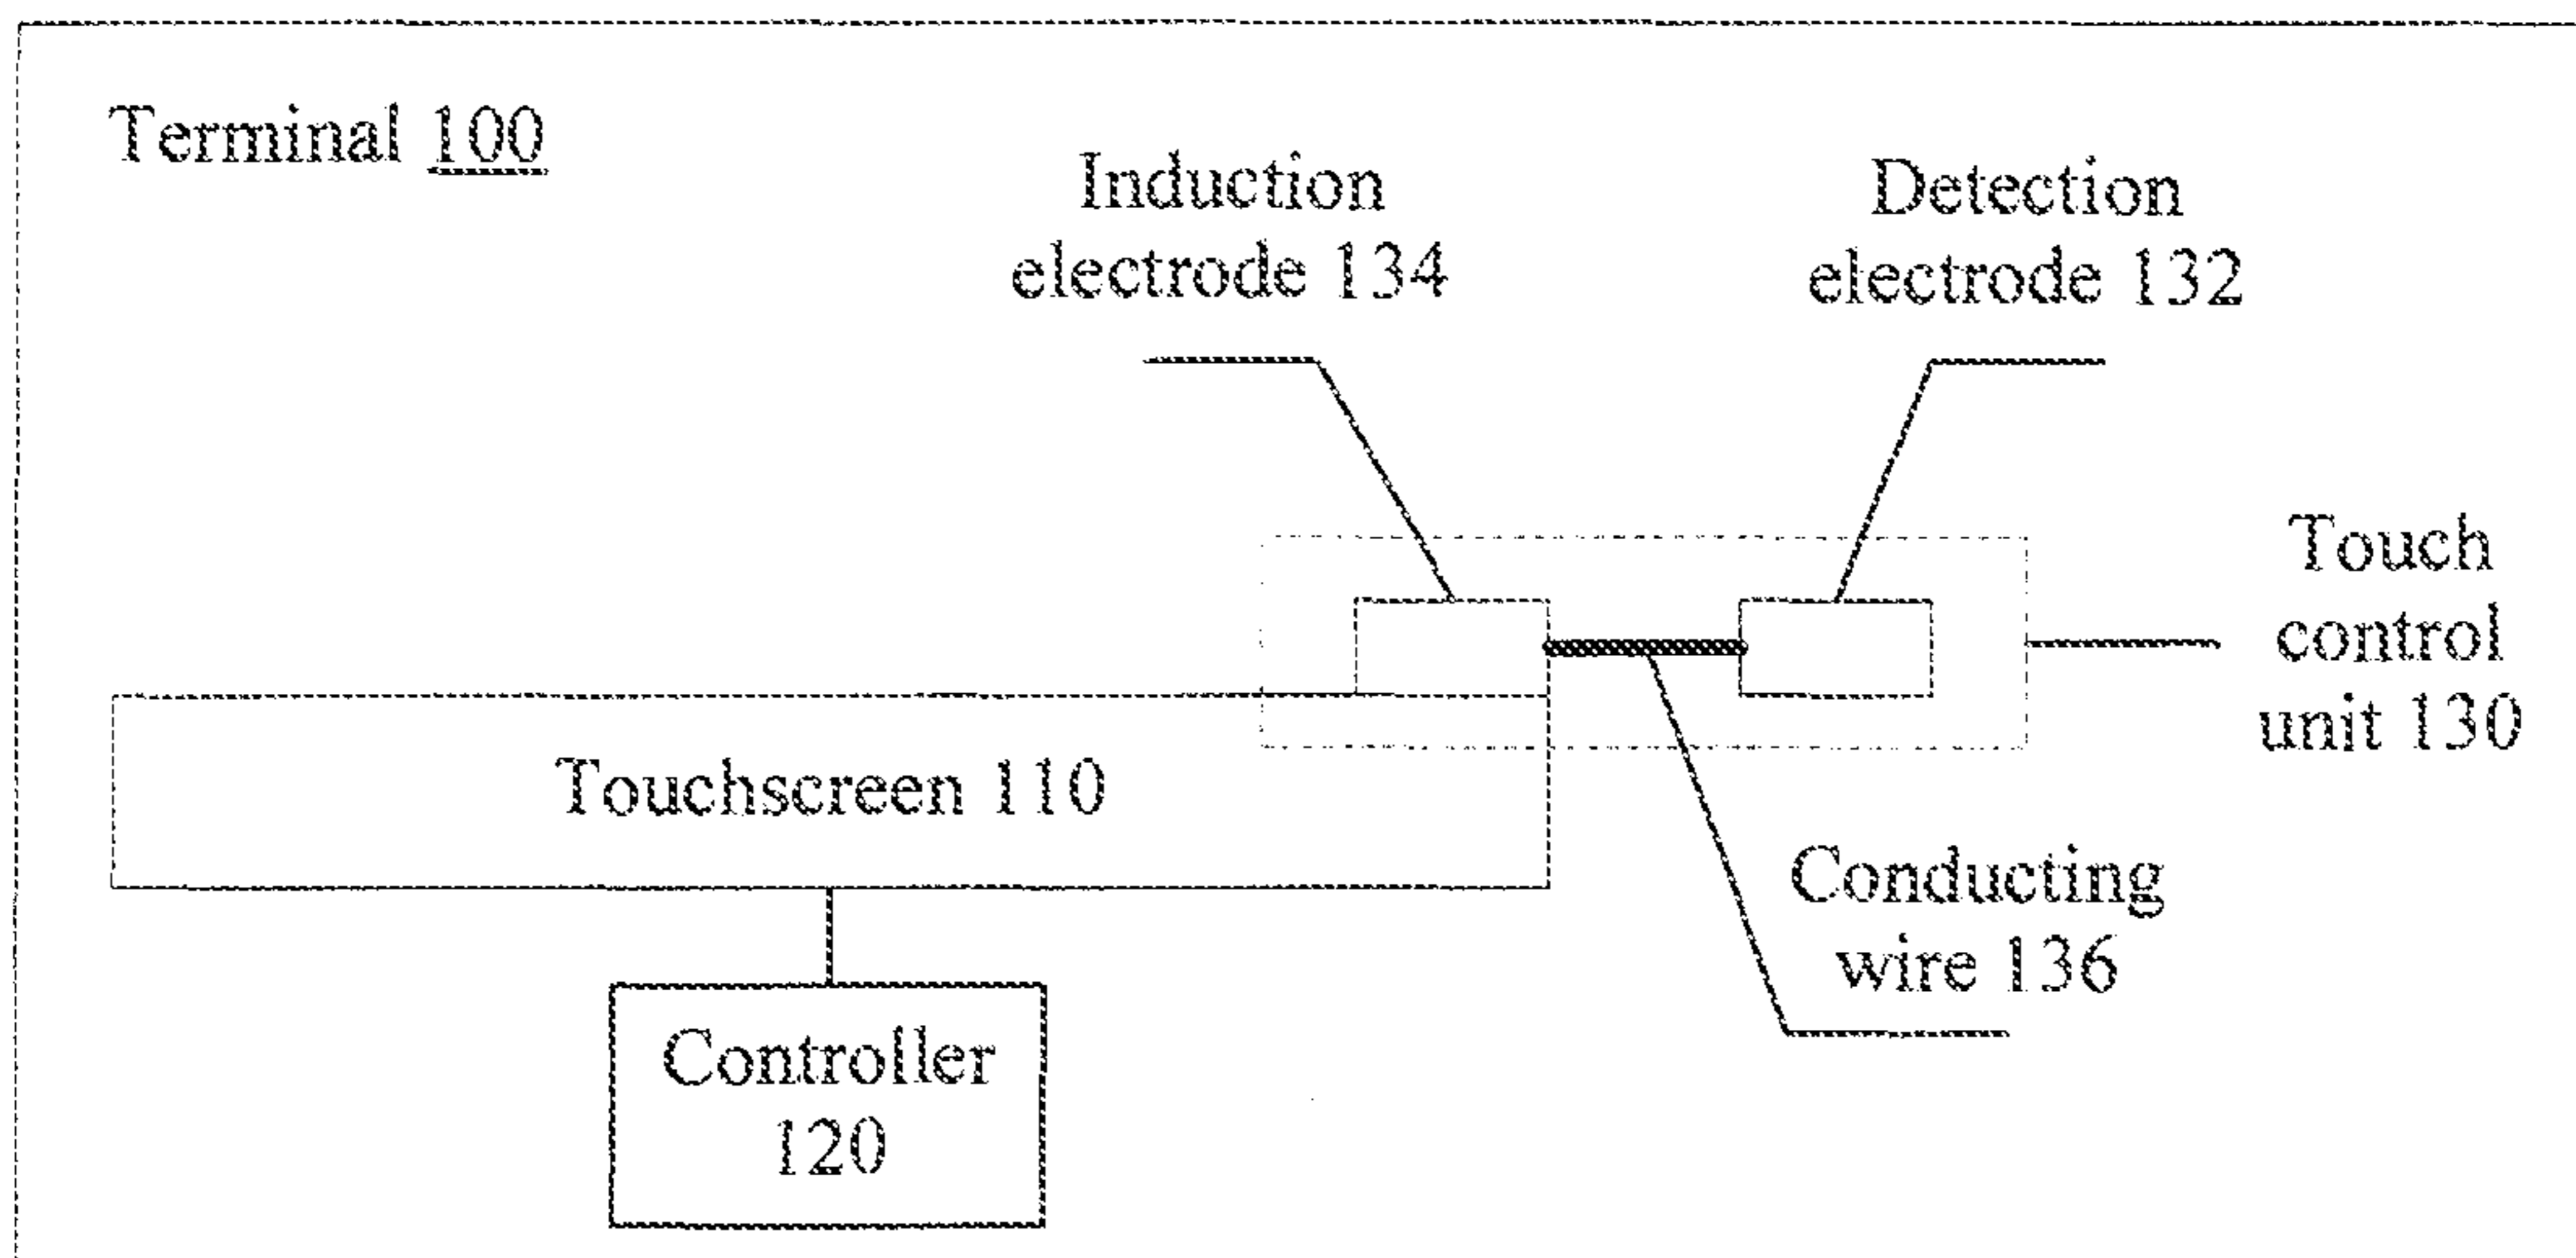 Terminal 100
Induction
electrode 134
Detection
electrode 132
Touch
control
unit 130
Touchscreen 110
Conducting
wire 136
Controller
120